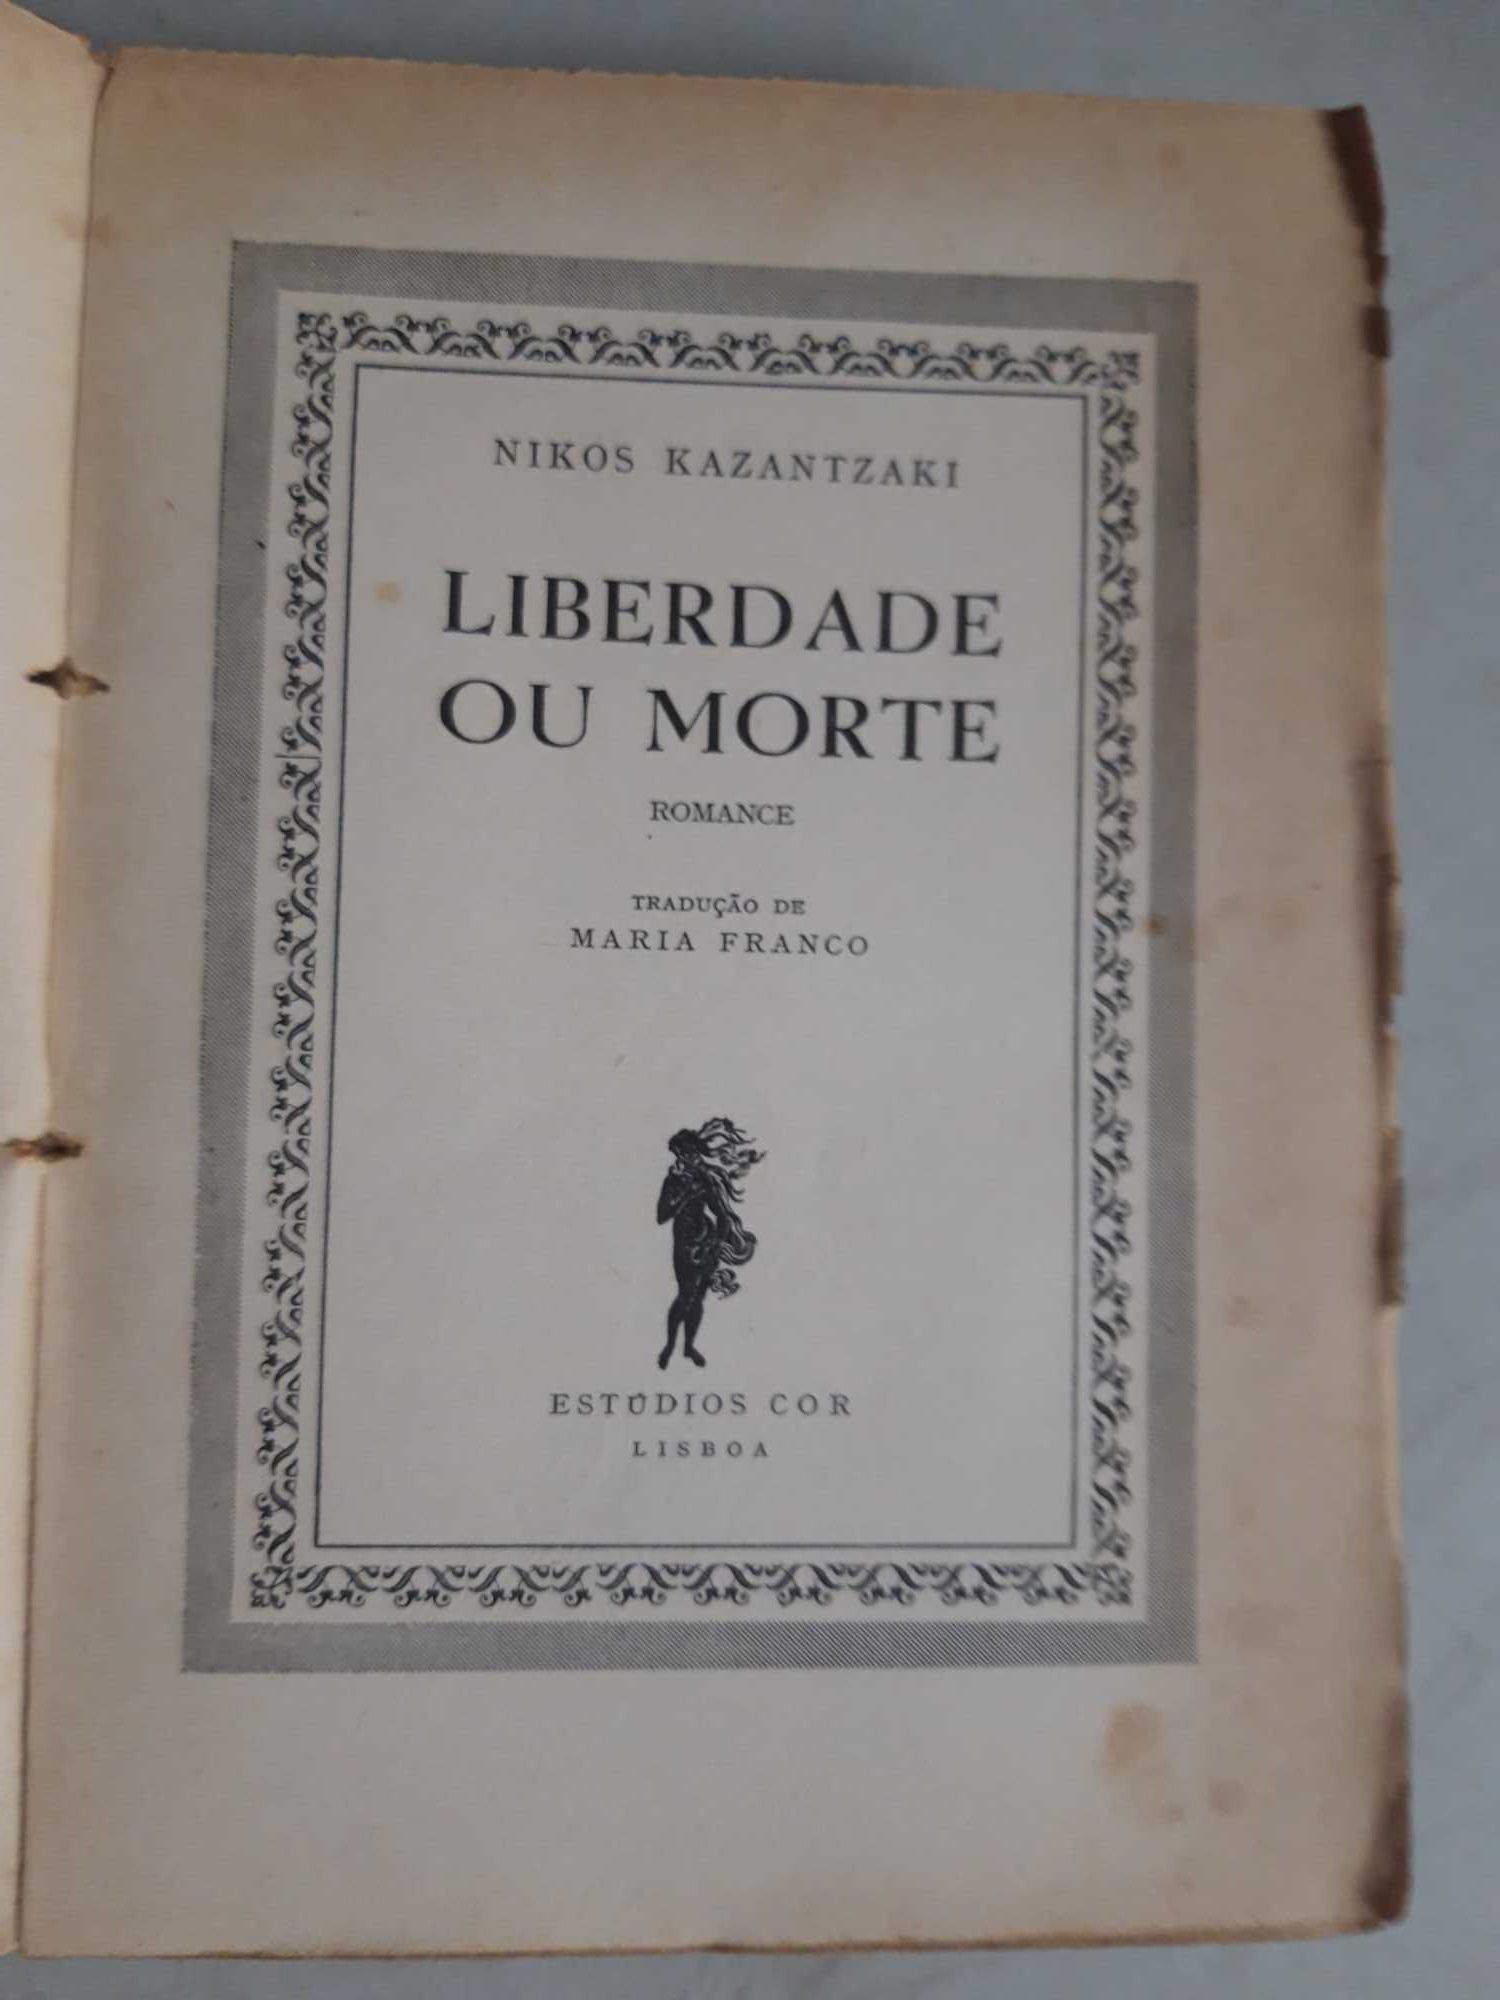 NIKOS KAZANTZAKI
LIBERDADE
OU MORTE
ROMANCE
TRADUÇÃO DE
MARIA FRANCO
ESTÚDIOS COR
LISBOA